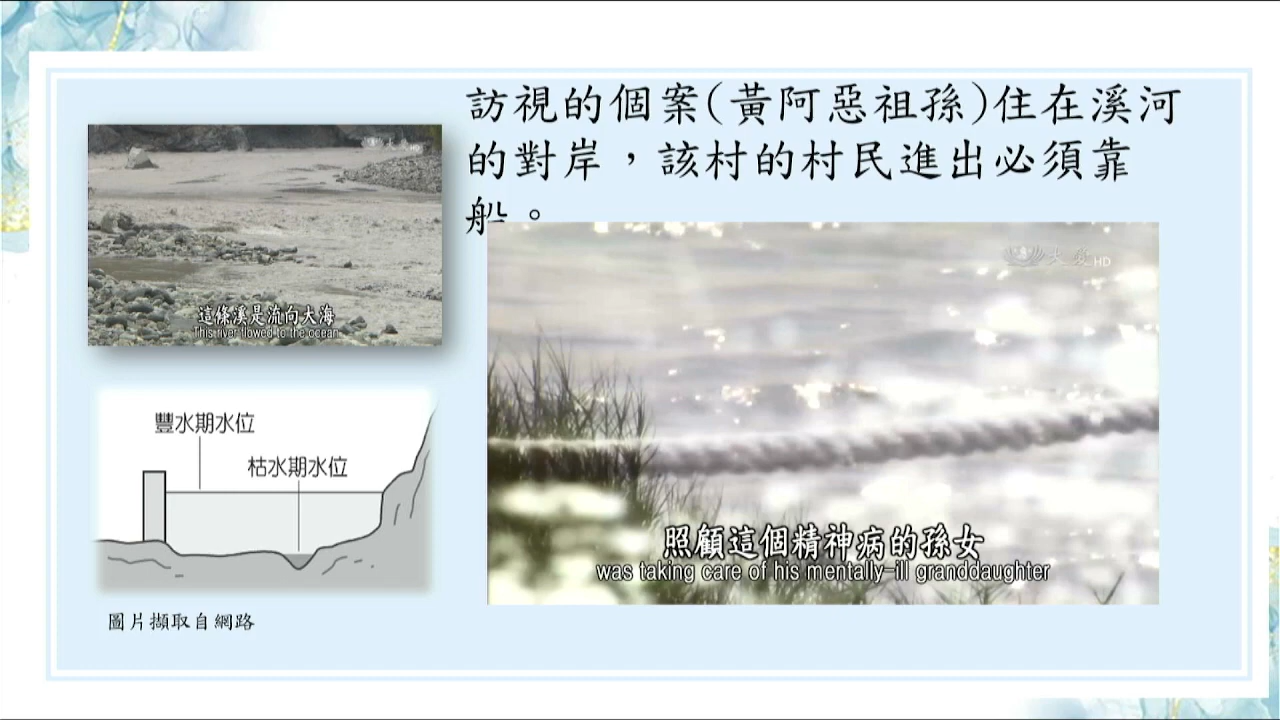 訪視的個案(黃阿惡祖孫)住在溪河
的對岸，該村的村民進出必須靠
船。
這條溪是流向大海
This river flowed to the ocean
大愛HD
豐水期水位
枯水期水位
照顧這個精神病的孫女
was taking care of his mentally-ill granddaughter
圖片擷取自網路